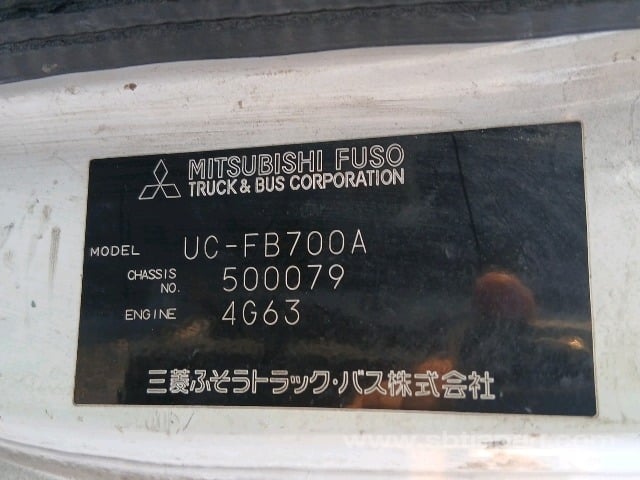 MITSUBISHI FUSO
TRUCK & BUS CORPORATION
MODEL UC-FB700A
CHASSIS NO. 500079
ENGINE 4G63
三菱ふそうトラック・バス株式会社